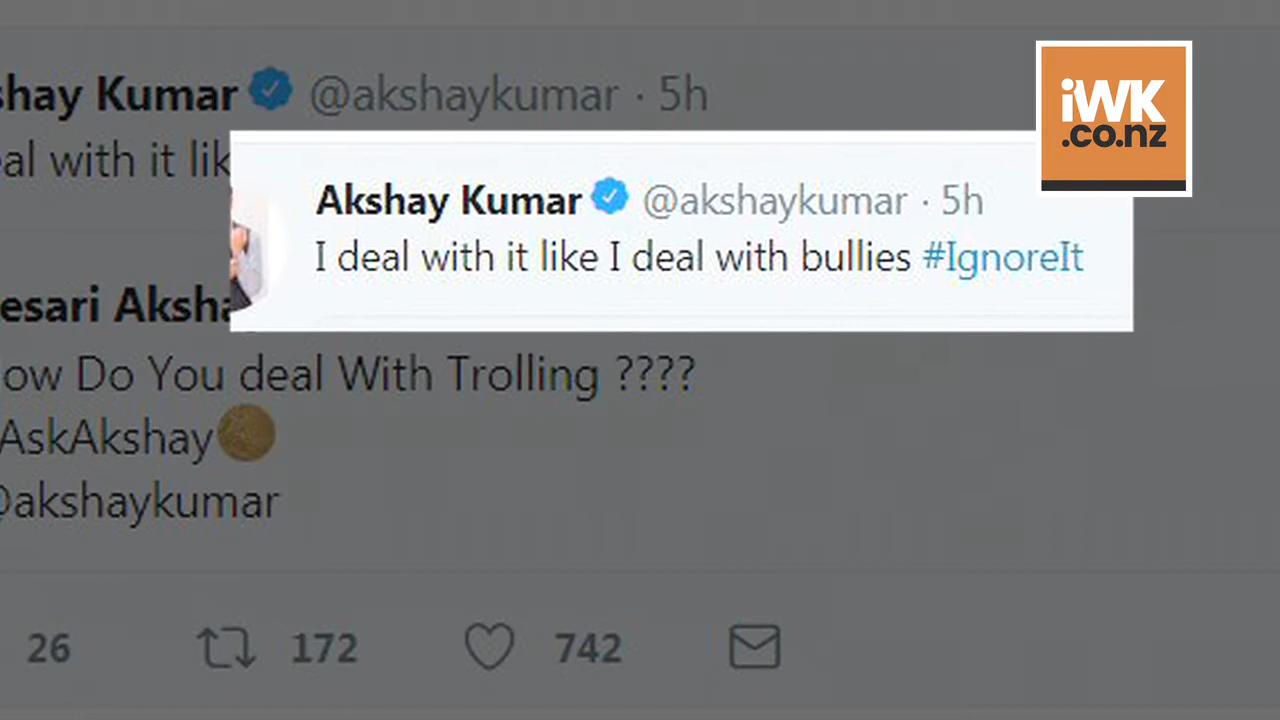 shay Kumar @akshaykumar · 5h
eal with it lik
iWK
.co.nz
Akshay Kumar @akshaykumar · 5h
I deal with it like I deal with bullies #IgnoreIt
esari Aksha
ow Do You deal With Trolling ????
AskAkshay
@akshaykumar
26 172 742